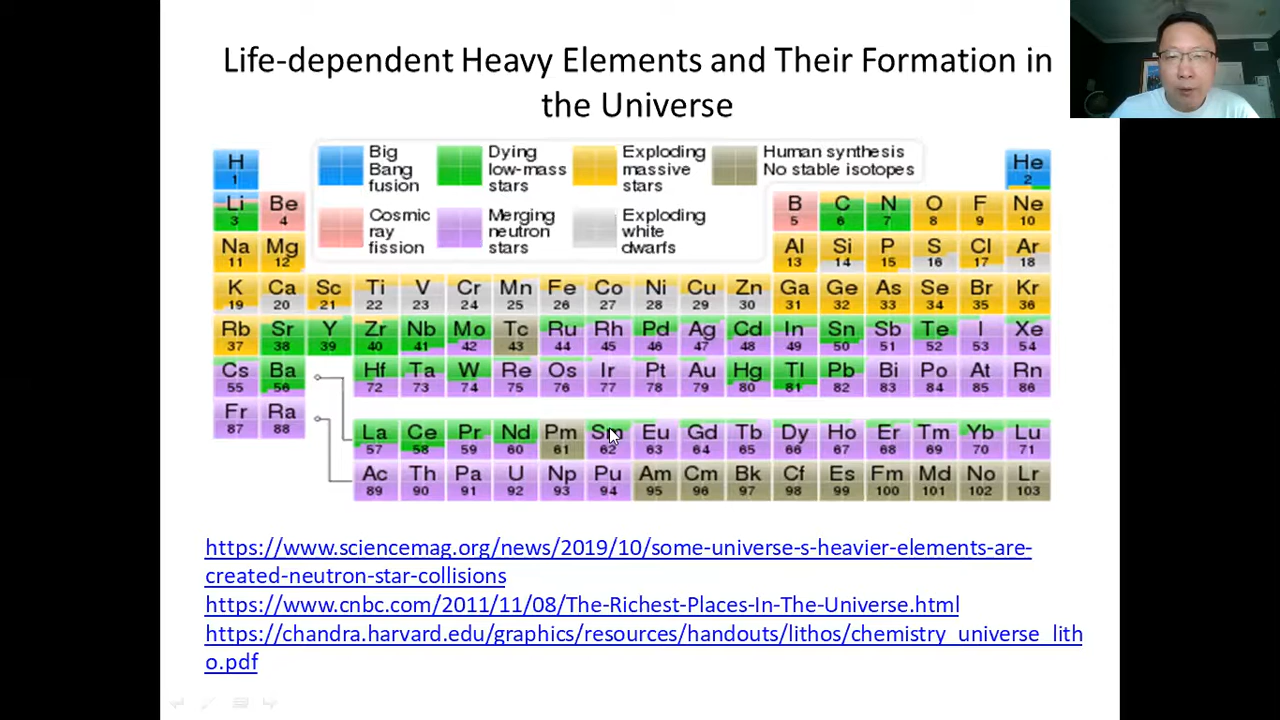 Life-dependent Heavy Elements and Their Formation in
the Universe
Big
Bang
fusion
Dying
low-mass
stars
Exploding
massive
stars
Human synthesis
No stable isotopes
Cosmic
ray
fission
Merging
neutron
stars
Exploding
white
dwarfs
H He
1 2
Li Be B C N O F Ne
3 4 5 6 7 8 9 10
Na Mg Al Si P S Cl Ar
11 12 13 14 15 16 17 18
K Ca Sc Ti V Cr Mn Fe Co Ni Cu Zn Ga Ge As Se Br Kr
19 20 21 22 23 24 25 26 27 28 29 30 31 32 33 34 35 36
Rb Sr Y Zr Nb Mo Tc Ru Rh Pd Ag Cd In Sn Sb Te I Xe
37 38 39 40 41 42 43 44 45 46 47 48 49 50 51 52 53 54
Cs Ba Hf Ta W Re Os Ir Pt Au Hg Tl Pb Bi Po At Rn
55 56 72 73 74 75 76 77 78 79 80 81 82 83 84 85 86
Fr Ra
87 88
La Ce Pr Nd Pm Sm Eu Gd Tb Dy Ho Er Tm Yb Lu
57 58 59 60 61 62 63 64 65 66 67 68 69 70 71
Ac Th Pa U Np Pu Am Cm Bk Cf Es Fm Md No Lr
89 90 91 92 93 94 95 96 97 98 99 100 101 102 103
https://www.sciencemag.org/news/2019/10/some-universe-s-heavier-elements-are-
created-neutron-star-collisions
https://www.cnbc.com/2011/11/08/The-Richest-Places-In-The-Universe.html
https://chandra.harvard.edu/graphics/resources/handouts/lithos/chemistry_universe_lith
o.pdf